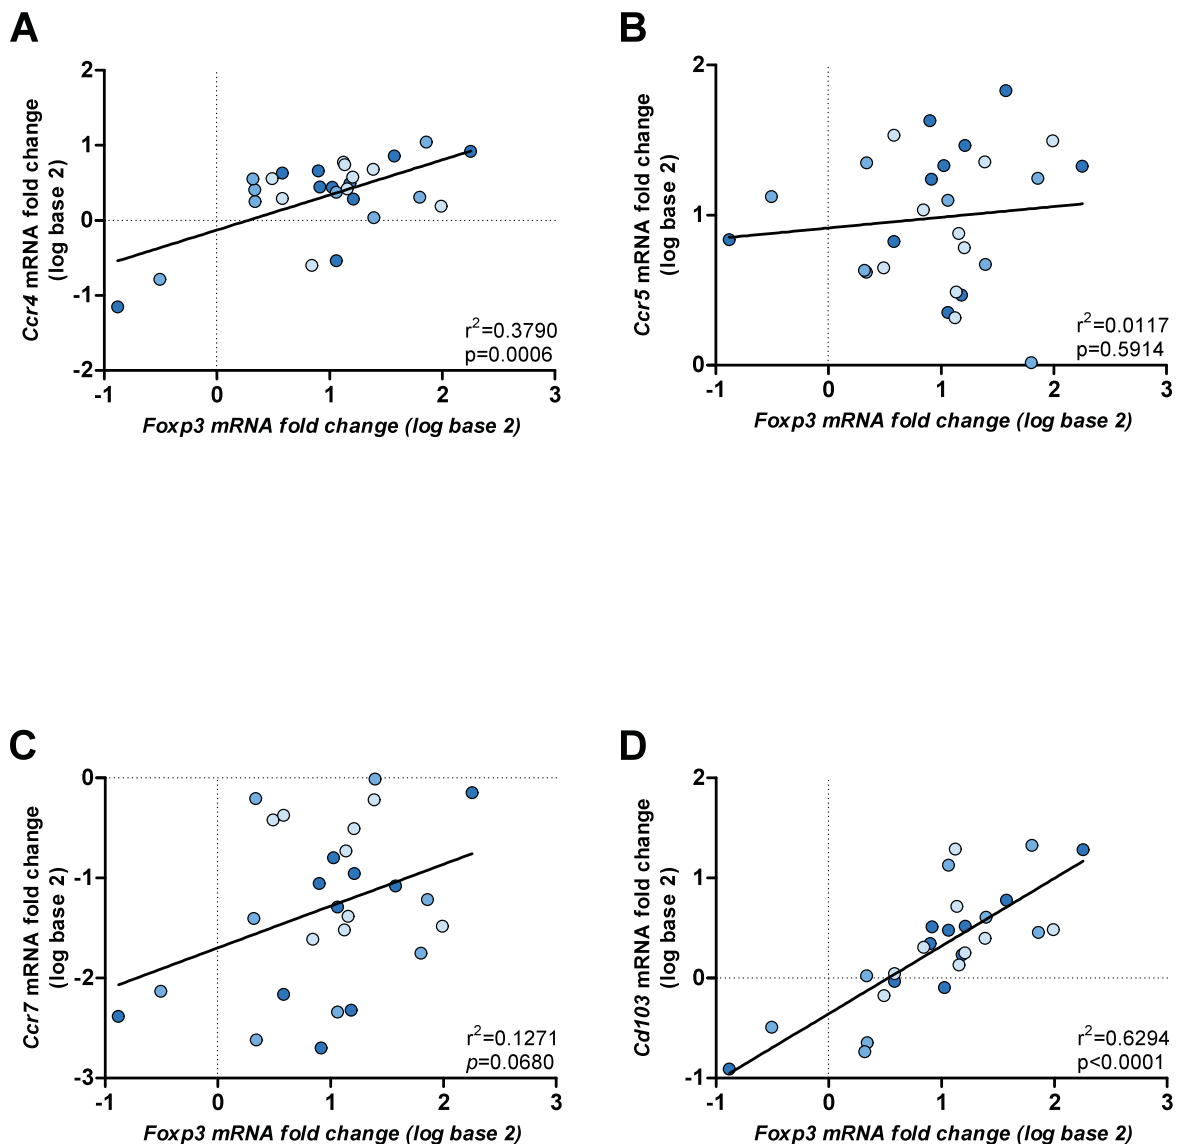 A
2
1
0
-1
-2
-1
0
1
2
3
Ccr4 mRNA fold change
(log base 2)
r2=0.3790
p=0.0006
Foxp3 mRNA fold change (log base 2)
B
2
1
0
-1
0
1
2
3
Ccr5 mRNA fold change
(log base 2)
r2=0.0117
p=0.5914
Foxp3 mRNA fold change (log base 2)
C
0
-1
-2
-3
-1
0
1
2
3
Ccr7 mRNA fold change
(log base 2)
r2=0.1271
p=0.0680
Foxp3 mRNA fold change (log base 2)
D
2
1
0
-1
-1
0
1
2
3
Cd103 mRNA fold change
(log base 2)
r2=0.6294
p<0.0001
Foxp3 mRNA fold change (log base 2)